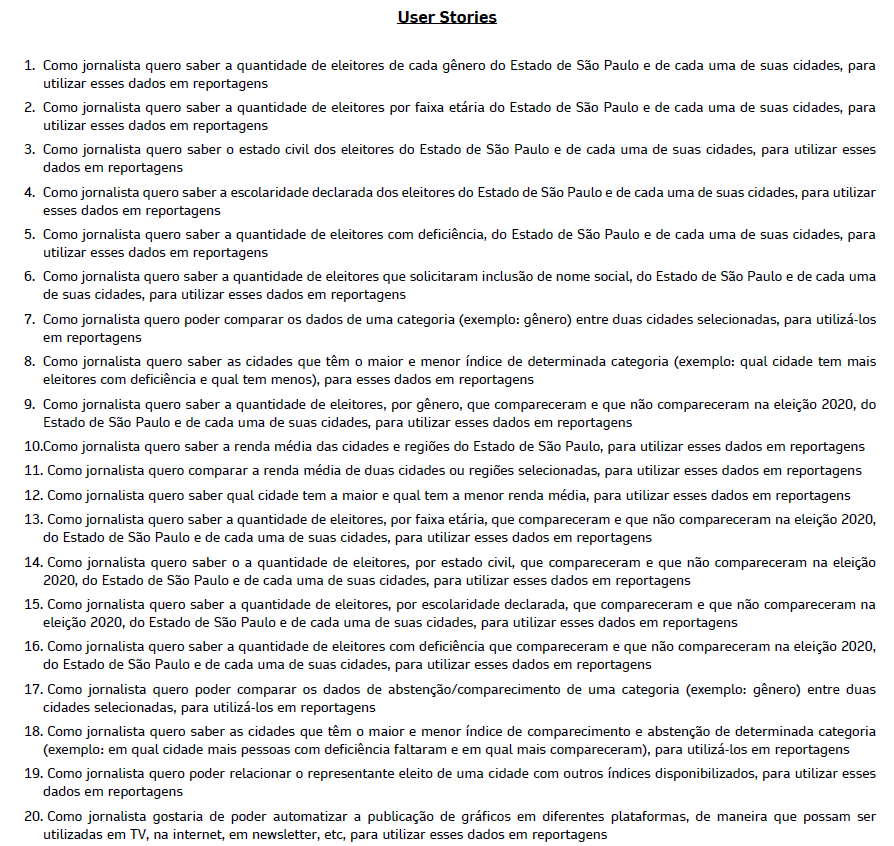 User Stories
1. Como jornalista quero saber a quantidade de eleitores de cada gênero do Estado de São Paulo e de cada uma de suas cidades, para
utilizar esses dados em reportagens
2. Como jornalista quero saber a quantidade de eleitores por faixa etária do Estado de São Paulo e de cada uma de suas cidades, para
utilizar esses dados em reportagens
3. Como jornalista quero saber o estado civil dos eleitores do Estado de São Paulo e de cada uma de suas cidades, para utilizar esses
dados em reportagens
4. Como jornalista quero saber a escolaridade declarada dos eleitores do Estado de São Paulo e de cada uma de suas cidades, para utilizar
esses dados em reportagens
5. Como jornalista quero saber a quantidade de eleitores com deficiência, do Estado de São Paulo e de cada uma de suas cidades, para
utilizar esses dados em reportagens
6. Como jornalista quero saber a quantidade de eleitores que solicitaram inclusão de nome social, do Estado de São Paulo e de cada uma
de suas cidades, para utilizar esses dados em reportagens
7. Como jornalista quero poder comparar os dados de uma categoria (exemplo: gênero) entre duas cidades selecionadas, para utilizá-los
em reportagens
8. Como jornalista quero saber as cidades que têm o maior e menor índice de determinada categoria (exemplo: qual cidade tem mais
eleitores com deficiência e qual tem menos), para esses dados em reportagens
9. Como jornalista quero saber a quantidade de eleitores, por gênero, que compareceram e que não compareceram na eleição 2020, do
Estado de São Paulo e de cada uma de suas cidades, para utilizar esses dados em reportagens
10.Como jornalista quero saber a renda média das cidades e regiões do Estado de São Paulo, para utilizar esses dados em reportagens
11. Como jornalista quero comparar a renda média de duas cidades ou regiões selecionadas, para utilizar esses dados em reportagens
12. Como jornalista quero saber qual cidade tem a maior e qual tem a menor renda média, para utilizar esses dados em reportagens
13. Como jornalista quero saber a quantidade de eleitores, por faixa etária, que compareceram e que não compareceram na eleição 2020,
do Estado de São Paulo e de cada uma de suas cidades, para utilizar esses dados em reportagens
14. Como jornalista quero saber o a quantidade de eleitores, por estado civil, que compareceram e que não compareceram na eleição
2020, do Estado de São Paulo e de cada uma de suas cidades, para utilizar esses dados em reportagens
15. Como jornalista quero saber a quantidade de eleitores, por escolaridade declarada, que compareceram e que não compareceram na
eleição 2020, do Estado de São Paulo e de cada uma de suas cidades, para utilizar esses dados em reportagens
16. Como jornalista quero saber a quantidade de eleitores com deficiência que compareceram e que não compareceram na eleição 2020,
do Estado de São Paulo e de cada uma de suas cidades, para utilizar esses dados em reportagens
17. Como jornalista quero poder comparar os dados de abstenção/comparecimento de uma categoria (exemplo: gênero) entre duas
cidades selecionadas, para utilizá-los em reportagens
18. Como jornalista quero saber as cidades que têm o maior e menor índice de comparecimento e abstenção de determinada categoria
(exemplo: em qual cidade mais pessoas com deficiência faltaram e em qual mais compareceram), para utilizá-los em reportagens
19. Como jornalista quero poder relacionar o representante eleito de uma cidade com outros índices disponibilizados, para utilizar esses
dados em reportagens
20. Como jornalista gostaria de poder automatizar a publicação de gráficos em diferentes plataformas, de maneira que possam ser
utilizadas em TV, na internet, em newsletter, etc, para utilizar esses dados em reportagens